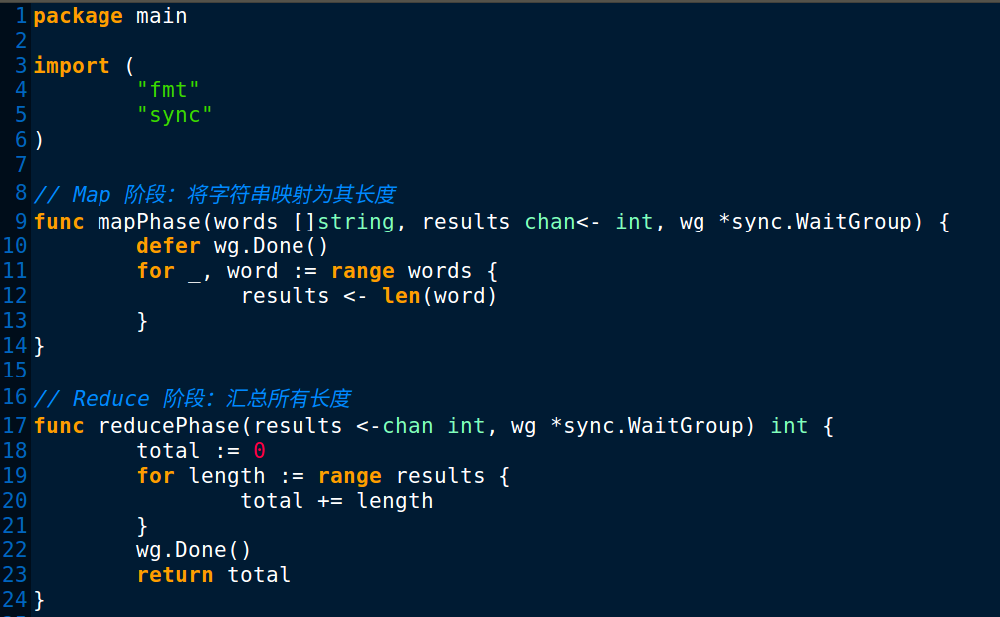 1 package main
2
3 import (
4 "fmt"
5 "sync"
6 )
7
8 // Map 阶段：将字符串映射为其长度
9 func mapPhase(words []string, results chan<- int, wg *sync.WaitGroup) {
10 defer wg.Done()
11 for _, word := range words {
12 results <- len(word)
13 }
14 }
15
16 // Reduce 阶段：汇总所有长度
17 func reducePhase(results <-chan int, wg *sync.WaitGroup) int {
18 total := 0
19 for length := range results {
20 total += length
21 }
22 wg.Done()
23 return total
24 }